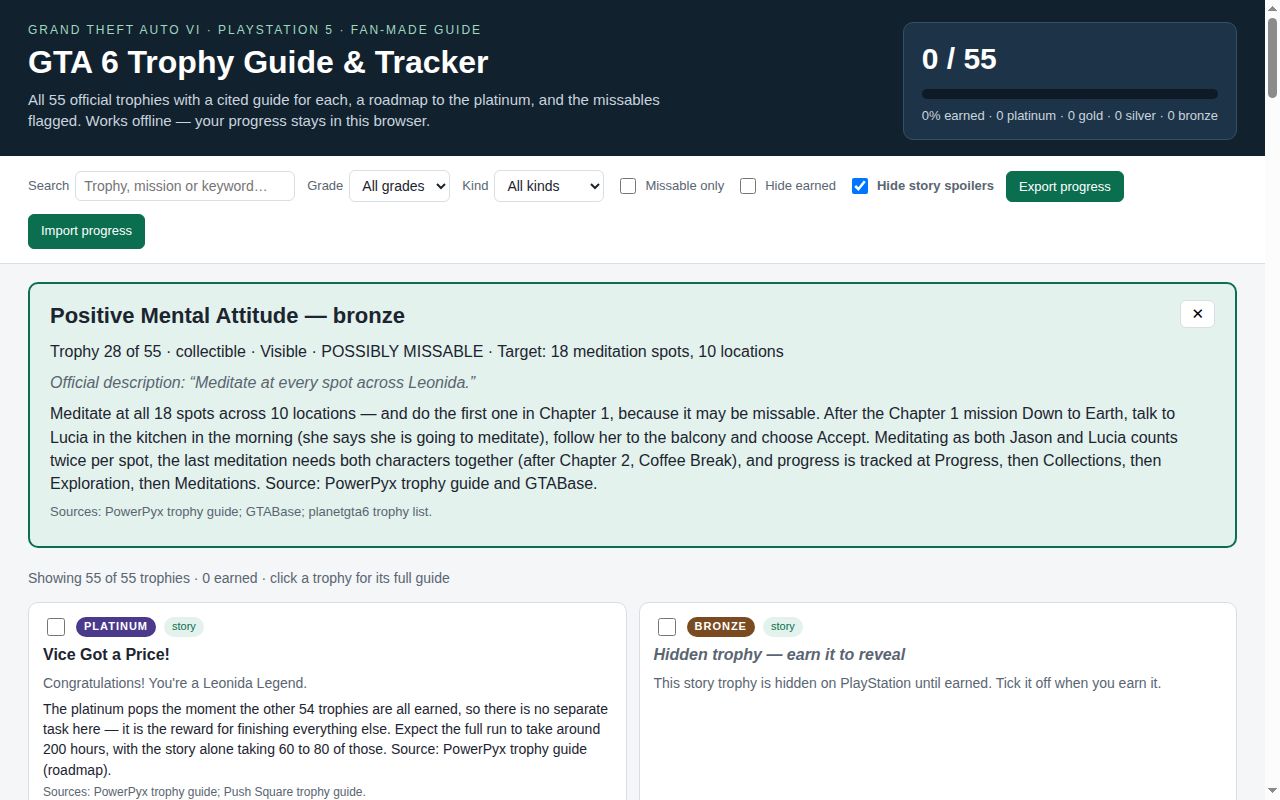 GRAND THEFT AUTO VI · PLAYSTATION 5 · FAN-MADE GUIDE
GTA 6 Trophy Guide & Tracker
All 55 official trophies with a cited guide for each, a roadmap to the platinum, and the missables
flagged. Works offline — your progress stays in this browser.
0 / 55
0% earned · 0 platinum · 0 gold · 0 silver · 0 bronze
Search Trophy, mission or keyword… Grade All grades Kind All kinds Missable only Hide earned Hide story spoilers Export progress
Import progress
Positive Mental Attitude — bronze ✕
Trophy 28 of 55 · collectible · Visible · POSSIBLY MISSABLE · Target: 18 meditation spots, 10 locations
Official description: “Meditate at every spot across Leonida.”
Meditate at all 18 spots across 10 locations — and do the first one in Chapter 1, because it may be missable. After the Chapter 1 mission Down to Earth, talk to
Lucia in the kitchen in the morning (she says she is going to meditate), follow her to the balcony and choose Accept. Meditating as both Jason and Lucia counts
twice per spot, the last meditation needs both characters together (after Chapter 2, Coffee Break), and progress is tracked at Progress, then Collections, then
Exploration, then Meditations. Source: PowerPyx trophy guide and GTABase.
Sources: PowerPyx trophy guide; GTABase; planetgta6 trophy list.
Showing 55 of 55 trophies · 0 earned · click a trophy for its full guide
PLATINUM story
Vice Got a Price!
Congratulations! You're a Leonida Legend.
The platinum pops the moment the other 54 trophies are all earned, so there is no separate
task here — it is the reward for finishing everything else. Expect the full run to take around
200 hours, with the story alone taking 60 to 80 of those. Source: PowerPyx trophy guide
(roadmap).
Sources: PowerPyx trophy guide; Push Square trophy guide.
BRONZE story
Hidden trophy — earn it to reveal
This story trophy is hidden on PlayStation until earned. Tick it off when you earn it.